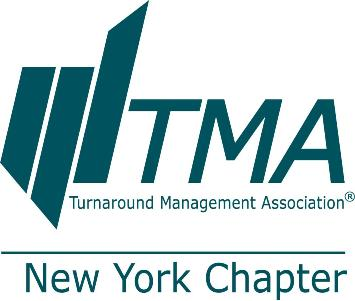 TMA
Turnaround Management Association®
New York Chapter